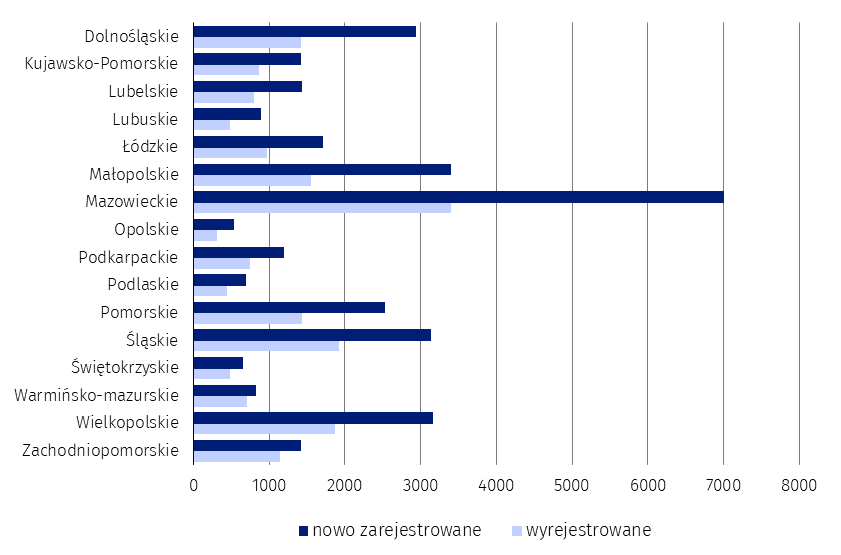 Dolnośląskie
Kujawsko-Pomorskie
Lubelskie
Lubuskie
Łódzkie
Małopolskie
Mazowieckie
Opolskie
Podkarpackie
Podlaskie
Pomorskie
Śląskie
Świętokrzyskie
Warmińsko-mazurskie
Wielkopolskie
Zachodniopomorskie
0 1000 2000 3000 4000 5000 6000 7000 8000
nowo zarejestrowane wyrejestrowane